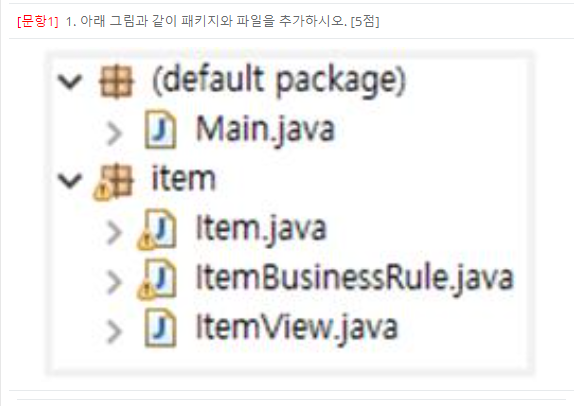 [문항1] 1. 아래 그림과 같이 패키지와 파일을 추가하시오. [5점]
(default package)
Main.java
item
Item.java
ItemBusinessRule.java
ItemView.java